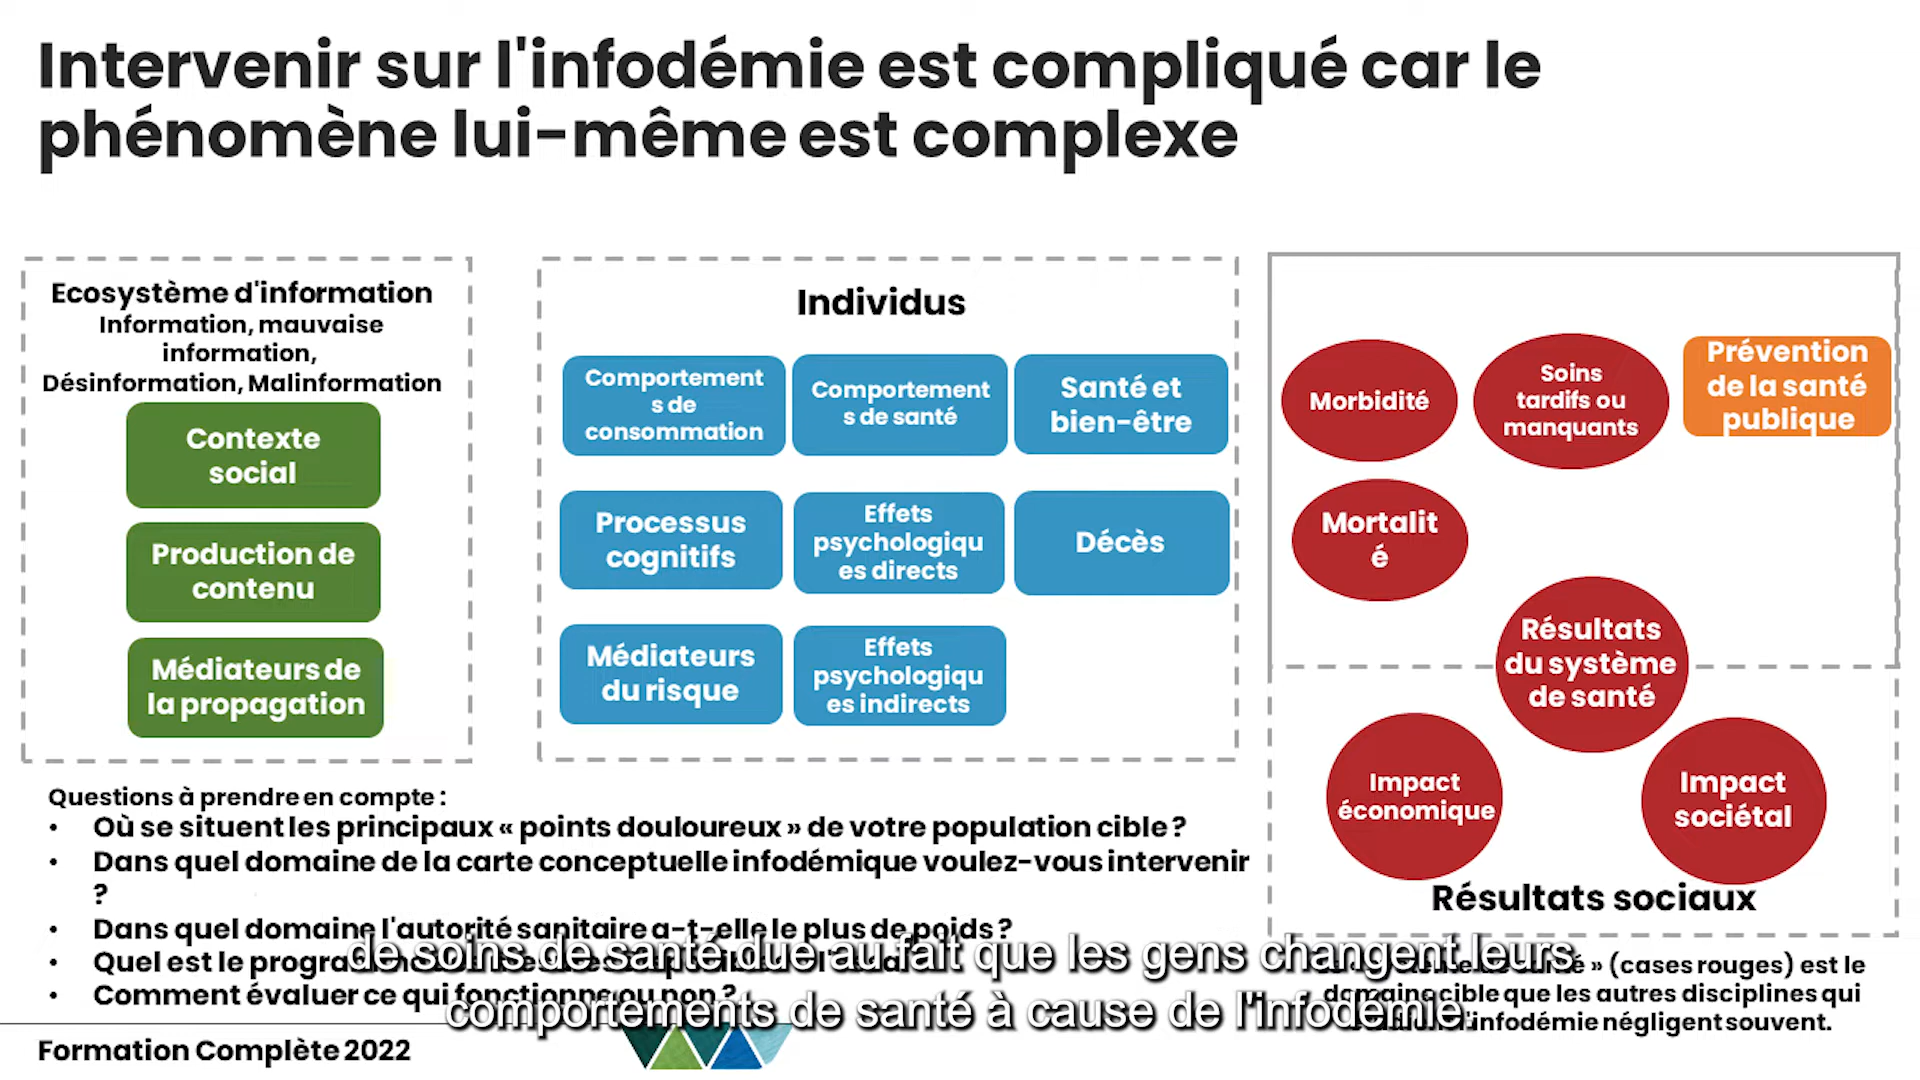 Intervenir sur l'infodémie est compliqué car le
phénomène lui-même est complexe
Ecosystème d'information
Information, mauvaise
information,
Désinformation, Malinformation
Contexte
social
Production de
contenu
Médiateurs de
la propagation
Individus
Comportement
s de
consommation
Comportement
s de santé
Santé et
bien-être
Processus
cognitifs
Effets
psychologiqu
es directs
Décès
Médiateurs
du risque
Effets
psychologiqu
es indirects
Morbidité
Soins
tardifs ou
manquants
Prévention
de la santé
publique
Mortalit
é
Résultats
du système
de santé
Impact
économique
Impact
sociétal
Résultats sociaux
Questions à prendre en compte :
• Où se situent les principaux « points douloureux » de votre population cible ?
• Dans quel domaine de la carte conceptuelle infodémique voulez-vous intervenir
?
• Dans quel domaine l'autorité sanitaire a-t-elle le plus de poids ?
• Quel est le
• Comment évaluer ce qui fonctionne ou non ?
» (cases rouges) est le
domaine cible que les autres disciplines qui
l'infodémie négligent souvent.
de soins de santé due au fait que les gens changent leurs
comportements de santé à cause de l'infodémie.
Formation Complète 2022